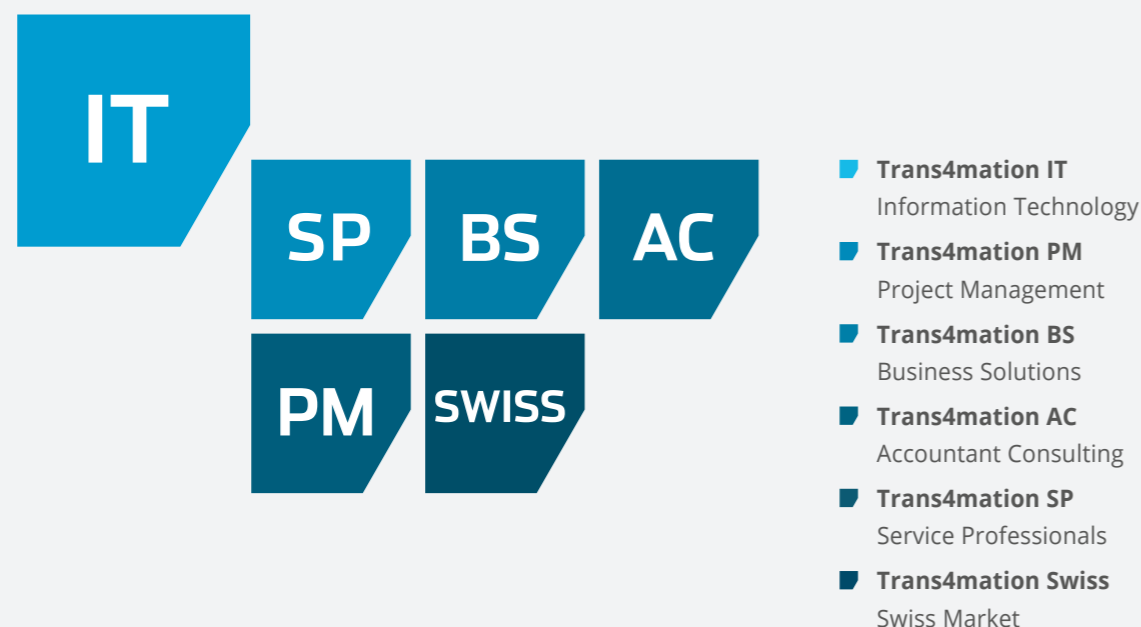 IT
SP
BS
AC
PM
SWISS
Trans4mation IT
Information Technology
Trans4mation PM
Project Management
Trans4mation BS
Business Solutions
Trans4mation AC
Accountant Consulting
Trans4mation SP
Service Professionals
Trans4mation Swiss
Swiss Market